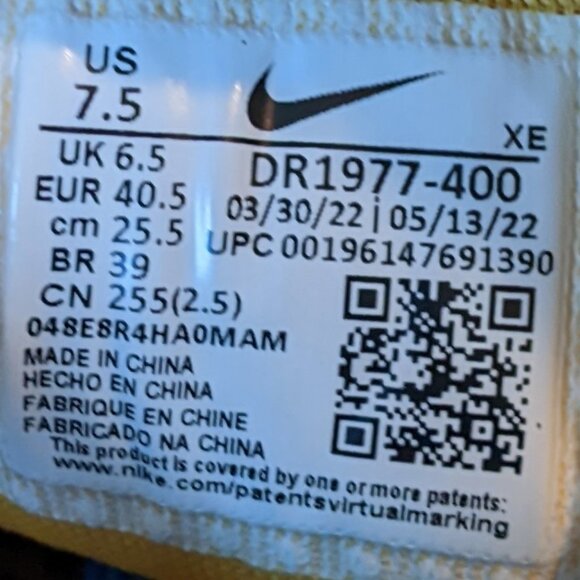 US
7.5
XE
UK 6.5
EUR 40.5
cm 25.5
BR 39
CN 255(2.5)
DR1977-400
03/30/22 | 05/13/22
UPC 00196147691390
048E8R4HA0MAM
MADE IN CHINA
HECHO EN CHINA
FABRIQUE EN CHINE
FABRICADO NA CHINA
This product is covered by one or more patents:
www.nike.com/patentsvirtualmarking